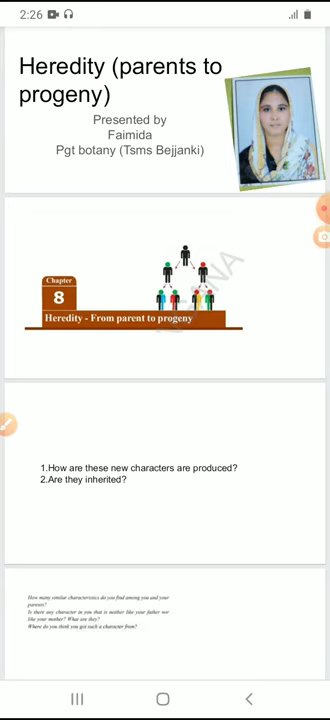 2:26
Heredity (parents to
progeny)
Presented by
Faimida
Pgt botany (Tsms Bejjanki)
Chapter
8
Heredity - From parent to progeny
1.How are these new characters are produced?
2.Are they inherited?
How many similar characteristics do you find among you and your
parents?
Is there any character in you that is neither like your father nor
like your mother? What are they?
Where do you think you got such a character from?